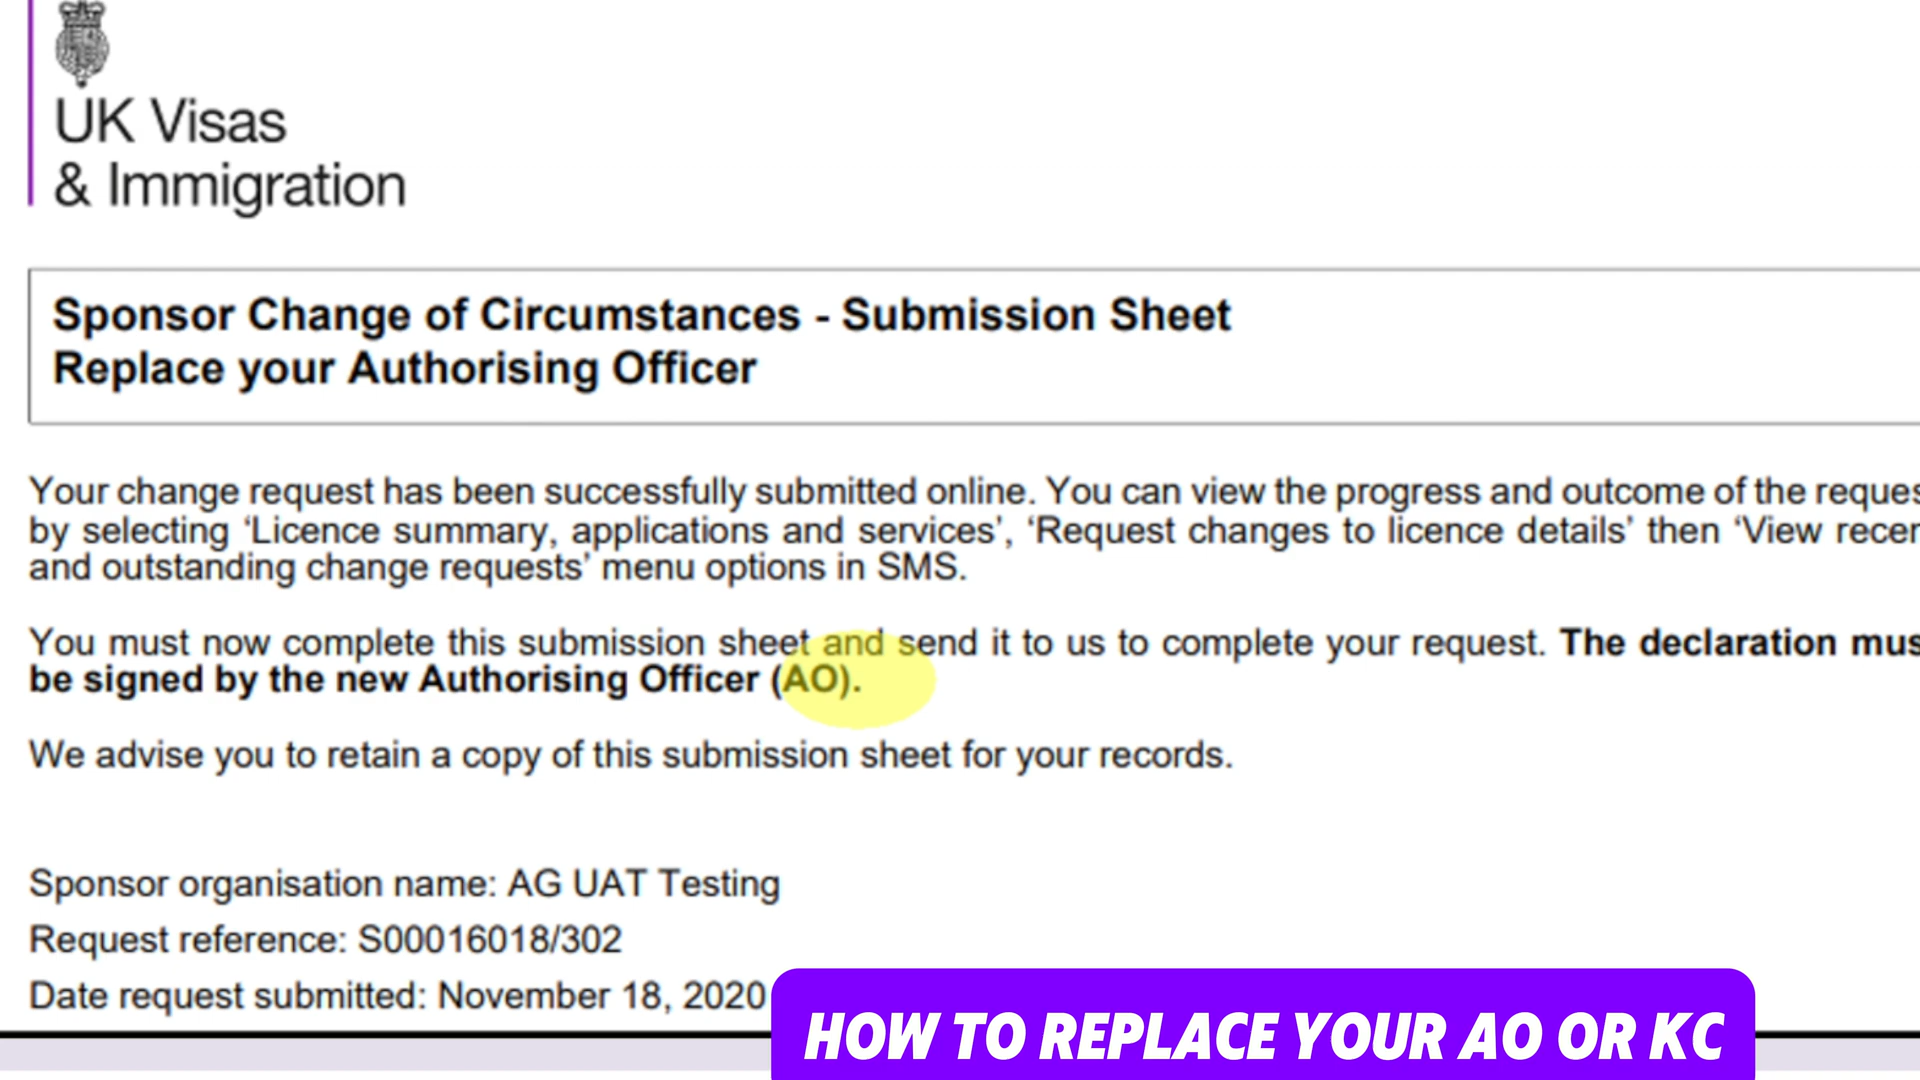 UK Visas
& Immigration
Sponsor Change of Circumstances - Submission Sheet
Replace your Authorising Officer
Your change request has been successfully submitted online. You can view the progress and outcome of the reques
by selecting ‘Licence summary, applications and services’, ‘Request changes to licence details’ then ‘View recen
and outstanding change requests’ menu options in SMS.
You must now complete this submission sheet and send it to us to complete your request. The declaration mus
be signed by the new Authorising Officer (AO).
We advise you to retain a copy of this submission sheet for your records.
Sponsor organisation name: AG UAT Testing
Request reference: S00016018/302
Date request submitted: November 18, 2020
HOW TO REPLACE YOUR AO OR KC